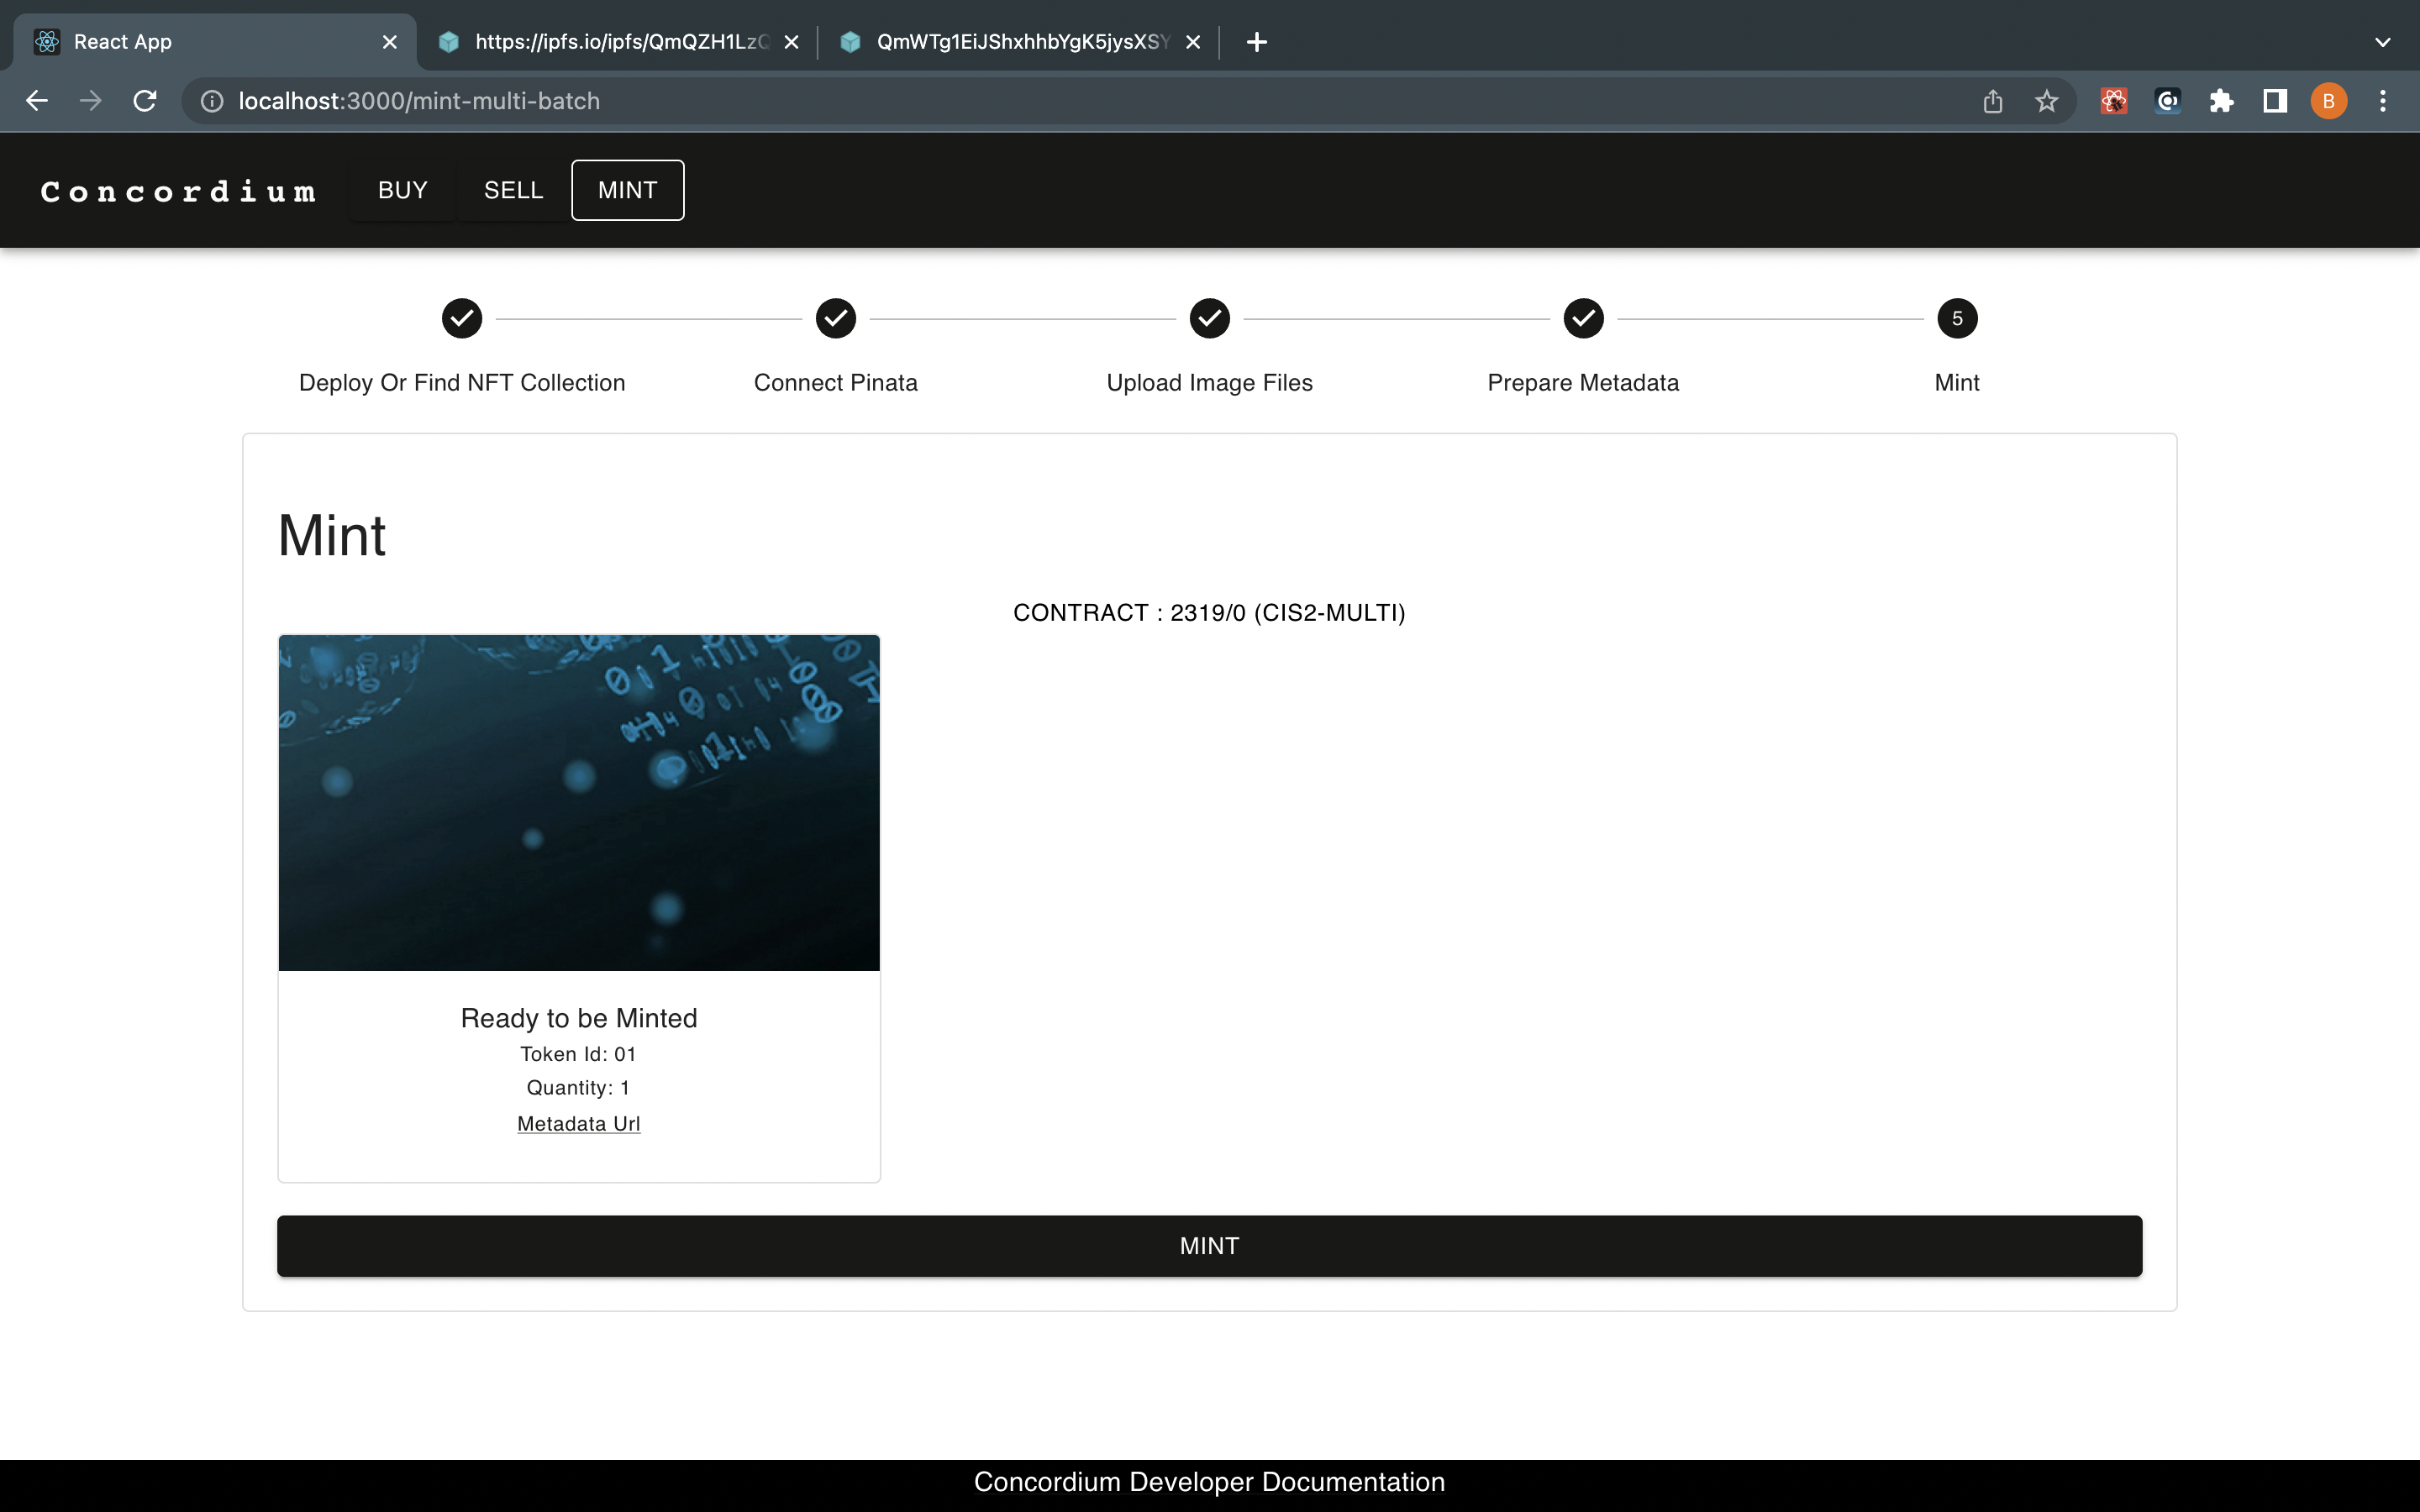 React App
https://ipfs.io/ipfs/QmQZH1Lz
QmWTg1EiJShxhhbYgK5jysXSY
localhost:3000/mint-multi-batch
B
Concordium BUY SELL MINT
5
Deploy Or Find NFT Collection
Connect Pinata
Upload Image Files
Prepare Metadata
Mint
Mint
CONTRACT : 2319/0 (CIS2-MULTI)
Ready to be Minted
Token Id: 01
Quantity: 1
Metadata Url
MINT
Concordium Developer Documentation